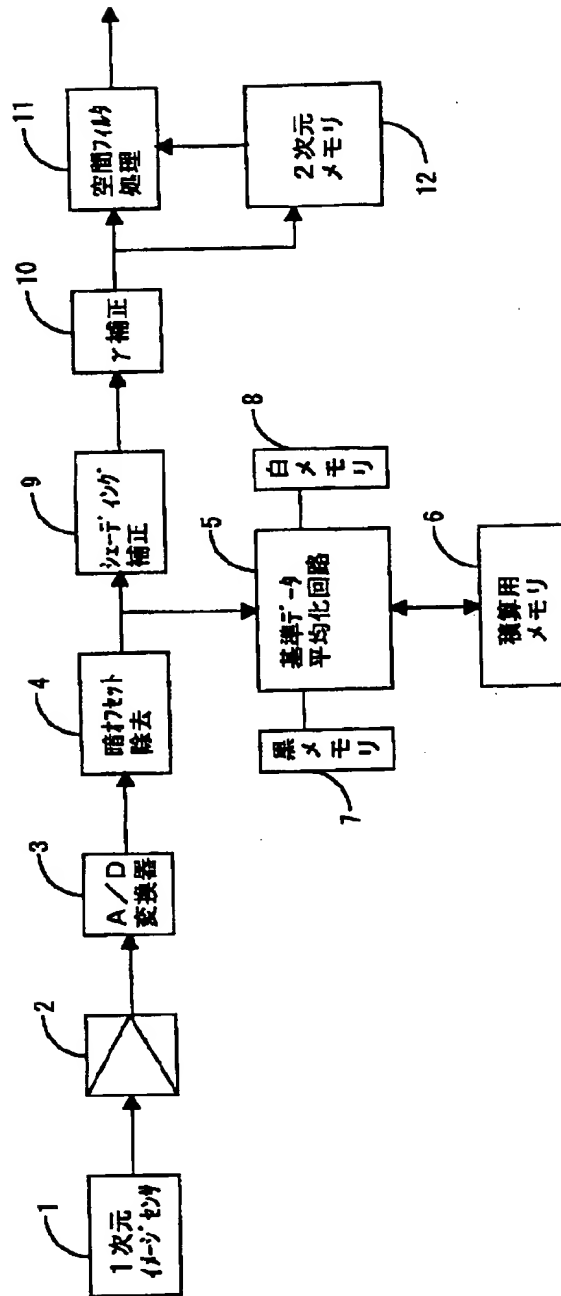 1
1次元
イメージセンサ
2
3
A/D
変換器
4
暗オフセット
除去
9
シェーディング
補正
10
γ補正
11
空間フィルタ
処理
2次元
メモリ
12
5
基準データ
平均化回路
黒メモリ
7
8
白メモリ
6
積算用
メモリ